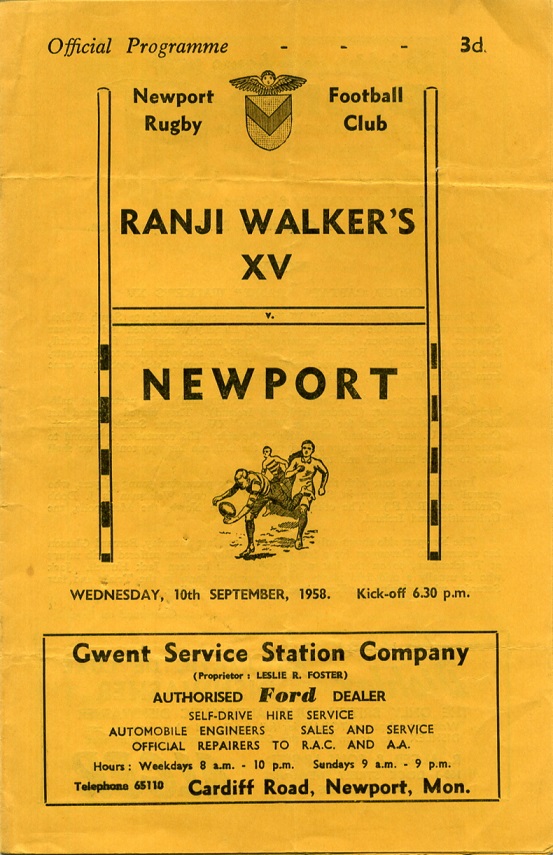 Official Programme - - - 3d.
Newport Football
Rugby Club
RANJI WALKER'S
XV
v.
NEWPORT
WEDNESDAY, 10th SEPTEMBER, 1958. Kick-off 6.30 p.m.
Gwent Service Station Company
(Proprietor : LESLIE R. FOSTER)
AUTHORISED Ford DEALER
SELF-DRIVE HIRE SERVICE
AUTOMOBILE ENGINEERS SALES AND SERVICE
OFFICIAL REPAIRERS TO R.A.C. AND A.A.
Hours : Weekdays 8 a.m. - 10 p.m. Sundays 9 a.m. - 9 p.m.
Telephone 65110 Cardiff Road, Newport, Mon.